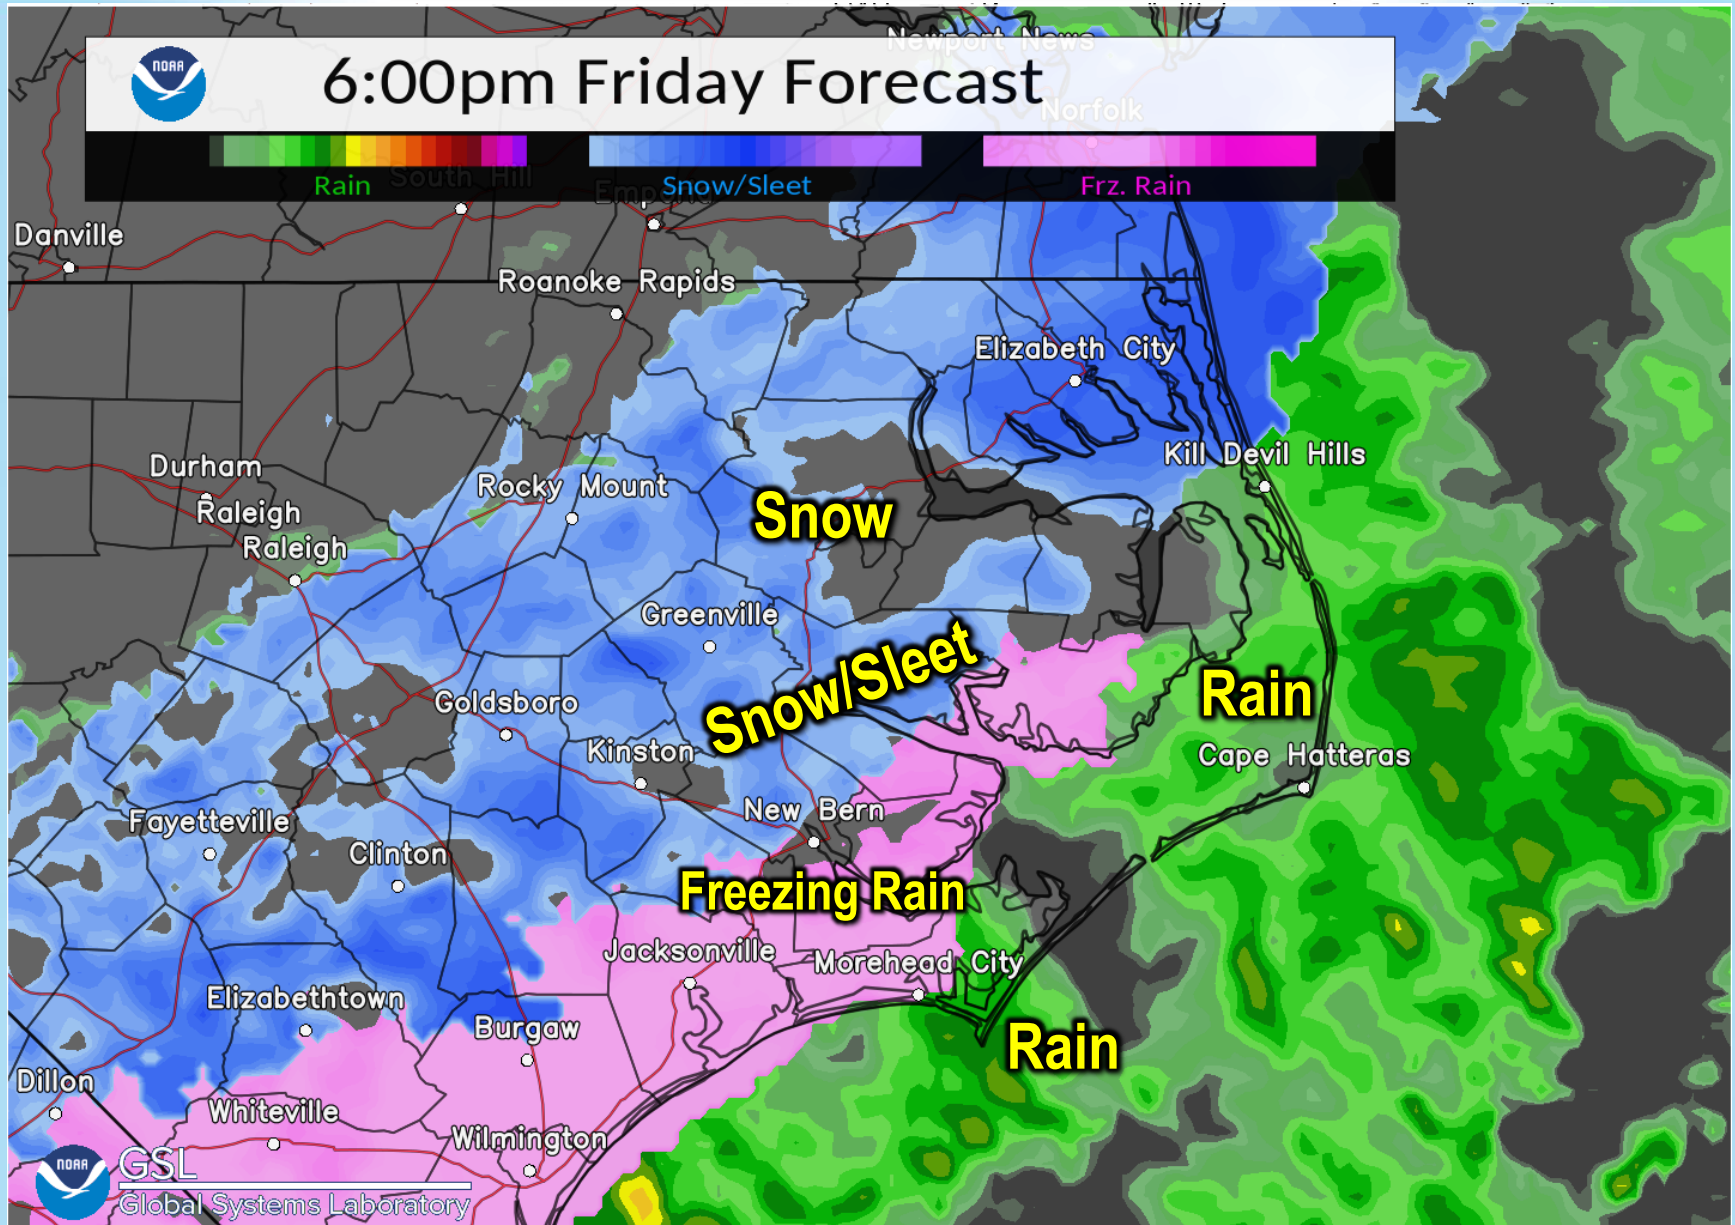 Newport News
NOAA
6:00pm Friday Forecast
Norfolk
Rain
Snow/Sleet
Frz. Rain
South Hill
Emporia
Danville
Roanoke Rapids
Elizabeth City
Kill Devil Hills
Durham
Rocky Mount
Raleigh
Snow
Raleigh
Greenville
Snow/Sleet
Rain
Goldsboro
Kinston
Cape Hatteras
New Bern
Fayetteville
Clinton
Freezing Rain
Jacksonville
Morehead City
Elizabethtown
Burgaw
Rain
Dillon
Whiteville
Wilmington
NOAA
GSL
Global Systems Laboratory